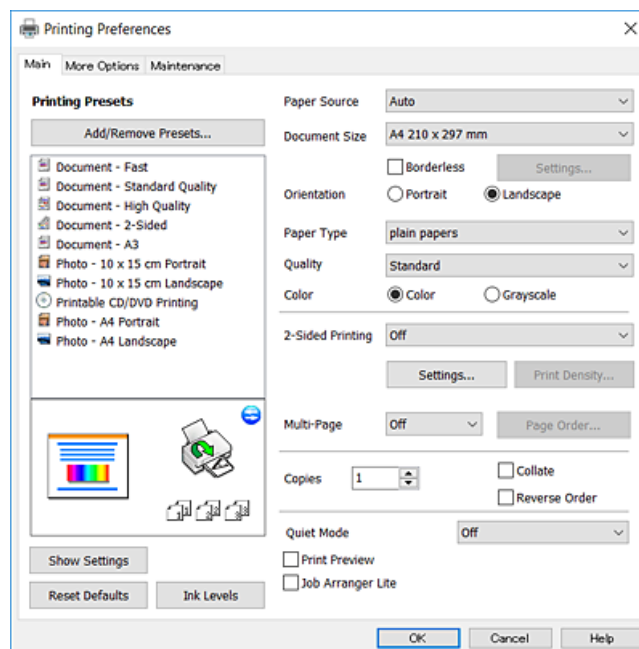 Printing Preferences
Main More Options Maintenance
Printing Presets
Add/Remove Presets...
Document - Fast
Document - Standard Quality
Document - High Quality
Document - 2-Sided
Document - A3
Photo - 10 x 15 cm Portrait
Photo - 10 x 15 cm Landscape
Printable CD/DVD Printing
Photo - A4 Portrait
Photo - A4 Landscape
Show Settings
Reset Defaults Ink Levels
Paper Source Auto
Document Size A4 210 x 297 mm
Borderless Settings...
Orientation Portrait Landscape
Paper Type plain papers
Quality Standard
Color Color Grayscale
2-Sided Printing Off
Settings... Print Density...
Multi-Page Off Page Order...
Copies 1 Collate
Reverse Order
Quiet Mode Off
Print Preview
Job Arranger Lite
OK Cancel Help